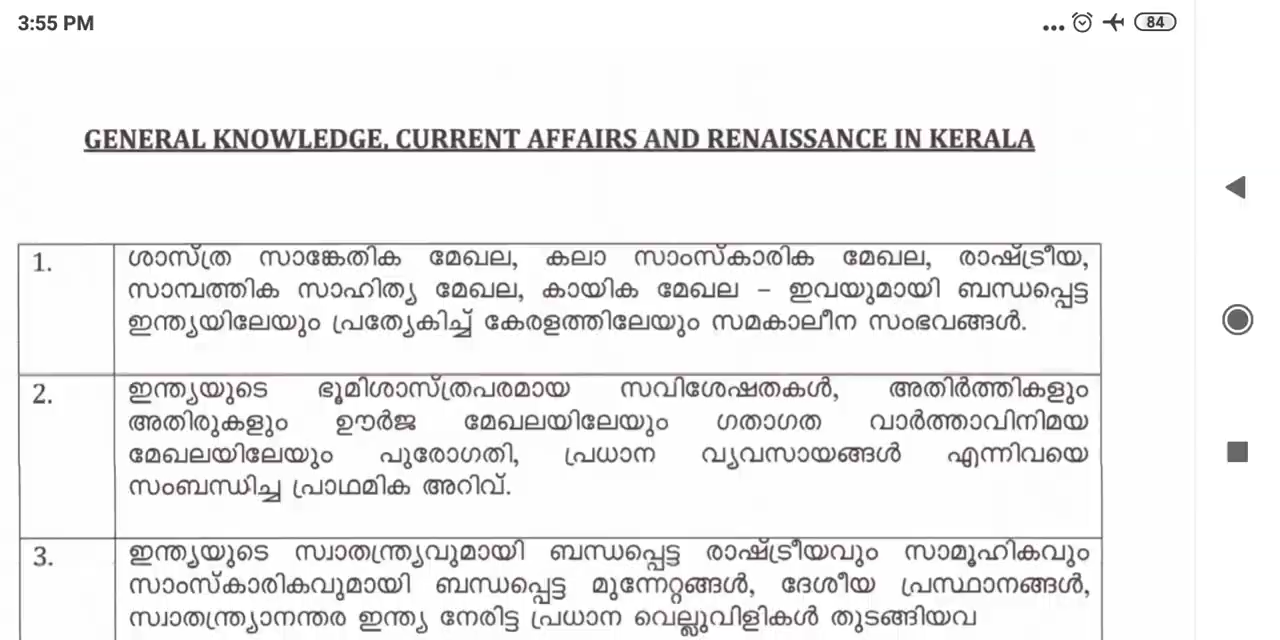 3:55 PM
84
GENERAL KNOWLEDGE, CURRENT AFFAIRS AND RENAISSANCE IN KERALA
1.
ശാസ്ത്ര സാങ്കേതിക മേഖല, കലാ സാംസ്കാരിക മേഖല, രാഷ്ട്രീയ,
സാമ്പത്തിക സാഹിത്യ മേഖല, കായിക മേഖല – ഇവയുമായി ബന്ധപ്പെട്ട
ഇന്ത്യയിലേയും പ്രത്യേകിച്ച് കേരളത്തിലേയും സമകാലീന സംഭവങ്ങൾ.
2.
ഇന്ത്യയുടെ ഭൂമിശാസ്ത്രപരമായ സവിശേഷതകൾ, അതിർത്തികളും
അതിരുകളും ഊർജ മേഖലയിലേയും ഗതാഗത വാർത്താവിനിമയ
മേഖലയിലേയും പുരോഗതി, പ്രധാന വ്യവസായങ്ങൾ എന്നിവയെ
സംബന്ധിച്ച പ്രാഥമിക അറിവ്.
3.
ഇന്ത്യയുടെ സ്വാതന്ത്ര്യവുമായി ബന്ധപ്പെട്ട രാഷ്ട്രീയവും സാമൂഹികവും
സാംസ്കാരികവുമായി ബന്ധപ്പെട്ട മുന്നേറ്റങ്ങൾ, ദേശീയ പ്രസ്ഥാനങ്ങൾ,
സ്വാതന്ത്ര്യാനന്തര ഇന്ത്യ നേരിട്ട പ്രധാന വെല്ലുവിളികൾ തുടങ്ങിയവ